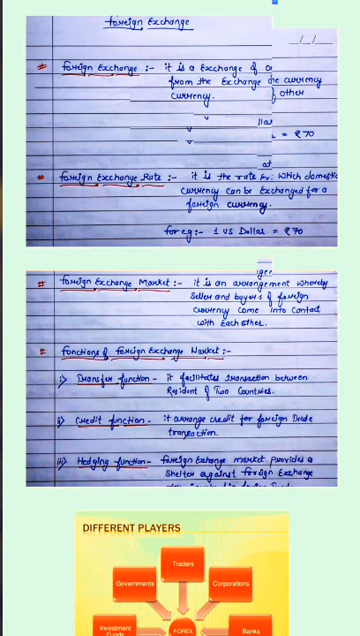 Foreign Exchange
# Foreign Exchange :- it is a Exchange of
from the Exchange the currency
currency. } other
= ₹70
# Foreign Exchange Rate :- it is the rate at which domestic
currency can be Exchanged for a
foreign currency.
for eg :- 1 US Dollar = ₹70
# Foreign Exchange Market :- it is an arrangement whereby
Seller and buyers of foreign
currency come into contact
with Each other.
Functions of Foreign Exchange Market :-
i) Transfer function - it facilitates transaction between
Resident of Two Countries.
ii) Credit function - it arrange credit for foreign Trade
transaction.
iii) Hedging function - foreign Exchange market provides a
Shelter against foreign Exchange
DIFFERENT PLAYERS
Traders
Governments
Corporations
Investment
Funds
FOREX
Banks